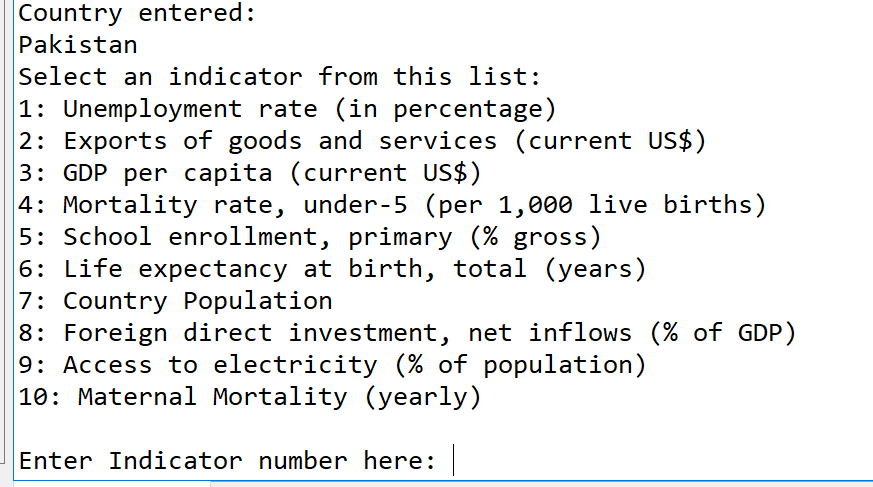 Country entered:
Pakistan
Select an indicator from this list:
1: Unemployment rate (in percentage)
2: Exports of goods and services (current US$)
3: GDP per capita (current US$)
4: Mortality rate, under-5 (per 1,000 live births)
5: School enrollment, primary (% gross)
6: Life expectancy at birth, total (years)
7: Country Population
8: Foreign direct investment, net inflows (% of GDP)
9: Access to electricity (% of population)
10: Maternal Mortality (yearly)
Enter Indicator number here: